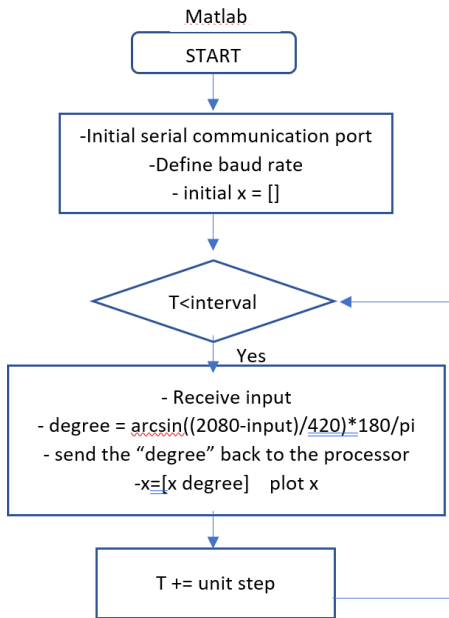 Matlab
START
-Initial serial communication port
-Define baud rate
- initial x = []
T<interval
Yes
- Receive input
- degree = arcsin((2080-input)/420)*180/pi
- send the “degree” back to the processor
-x=[x degree]    plot x
T += unit step